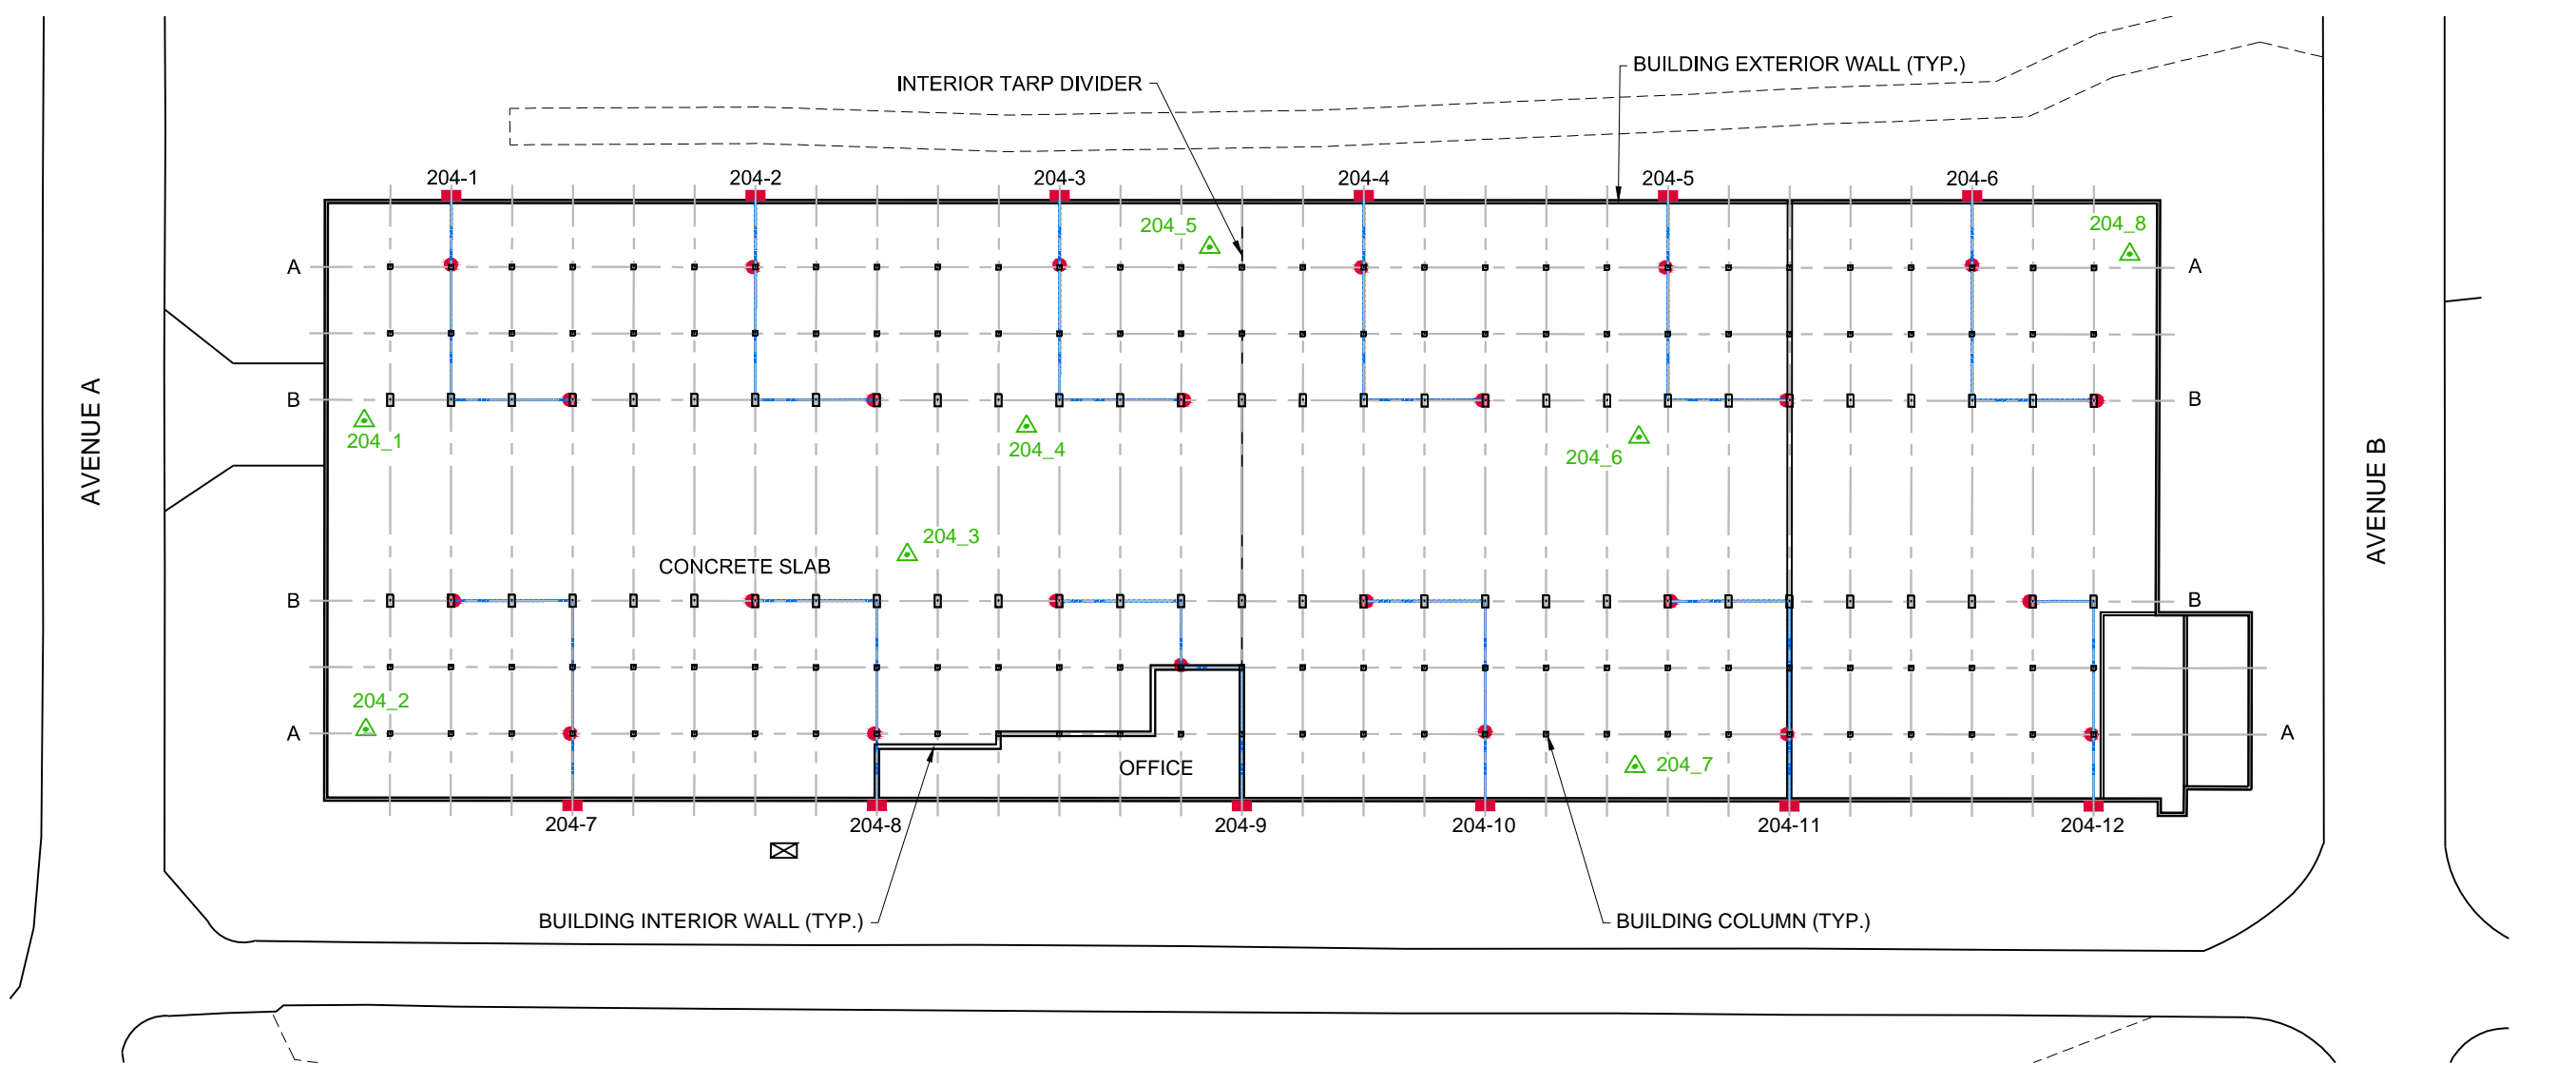 BUILDING EXTERIOR WALL (TYP.)
INTERIOR TARP DIVIDER
204-1
204-2
204-3
204-4
204-5
204-6
204_5
204_8
A
A
AVENUE A
B
B
204_1
204_4
204_6
AVENUE B
204_3
CONCRETE SLAB
B
B
204_2
A
A
OFFICE
204_7
204-7
204-8
204-9
204-10
204-11
204-12
BUILDING INTERIOR WALL (TYP.)
BUILDING COLUMN (TYP.)